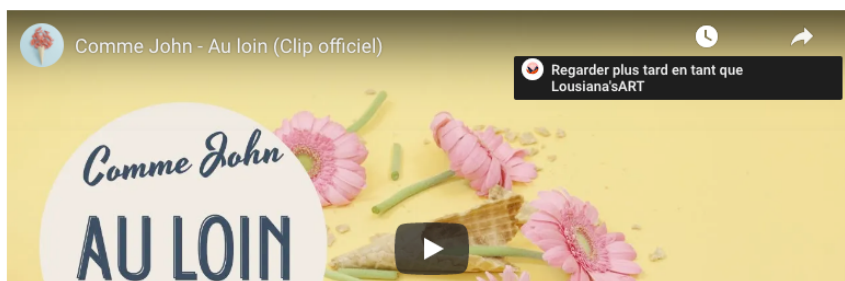 Comme John - Au loin (Clip officiel)
Regarder plus tard en tant que
Lousiana'sART
Comme John
AU LOIN